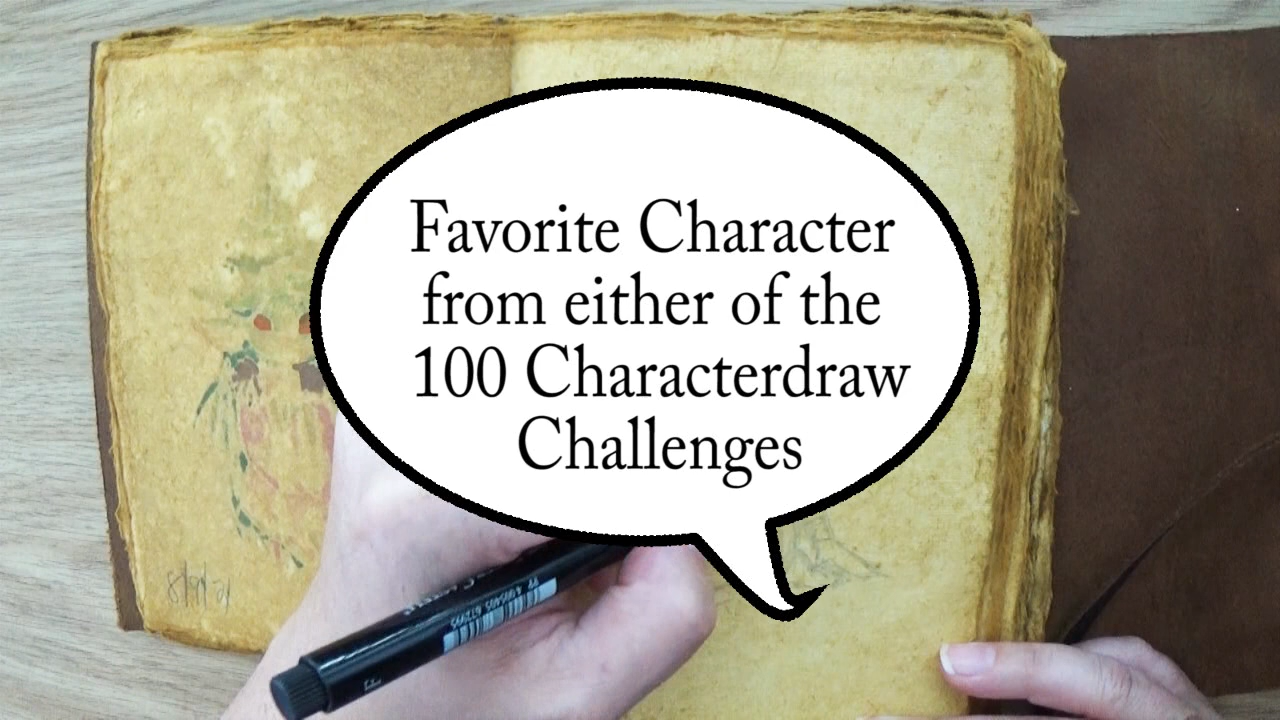 Favorite Character
from either of the
100 Characterdraw
Challenges